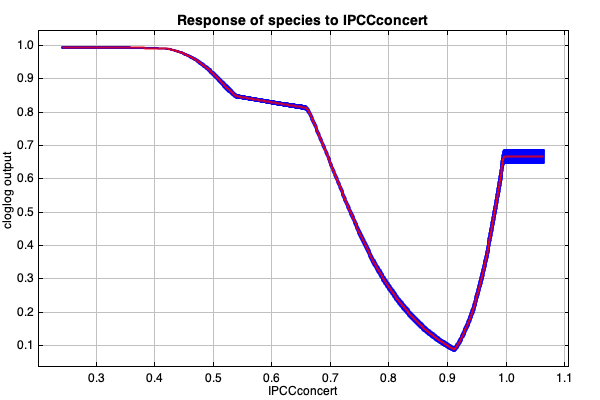 Response of species to IPCCconcert
cloglog output
1.0
0.9
0.8
0.7
0.6
0.5
0.4
0.3
0.2
0.1
0.3 0.4 0.5 0.6 0.7 0.8 0.9 1.0 1.1
IPCCconcert